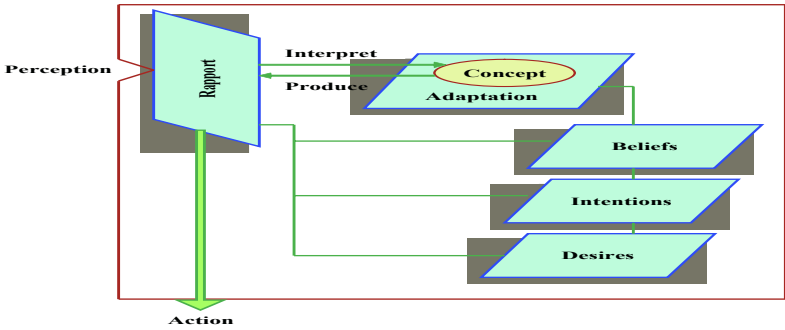 Perception
Rapport
Interpret
Produce
Concept
Adaptation
Beliefs
Intentions
Desires
Action